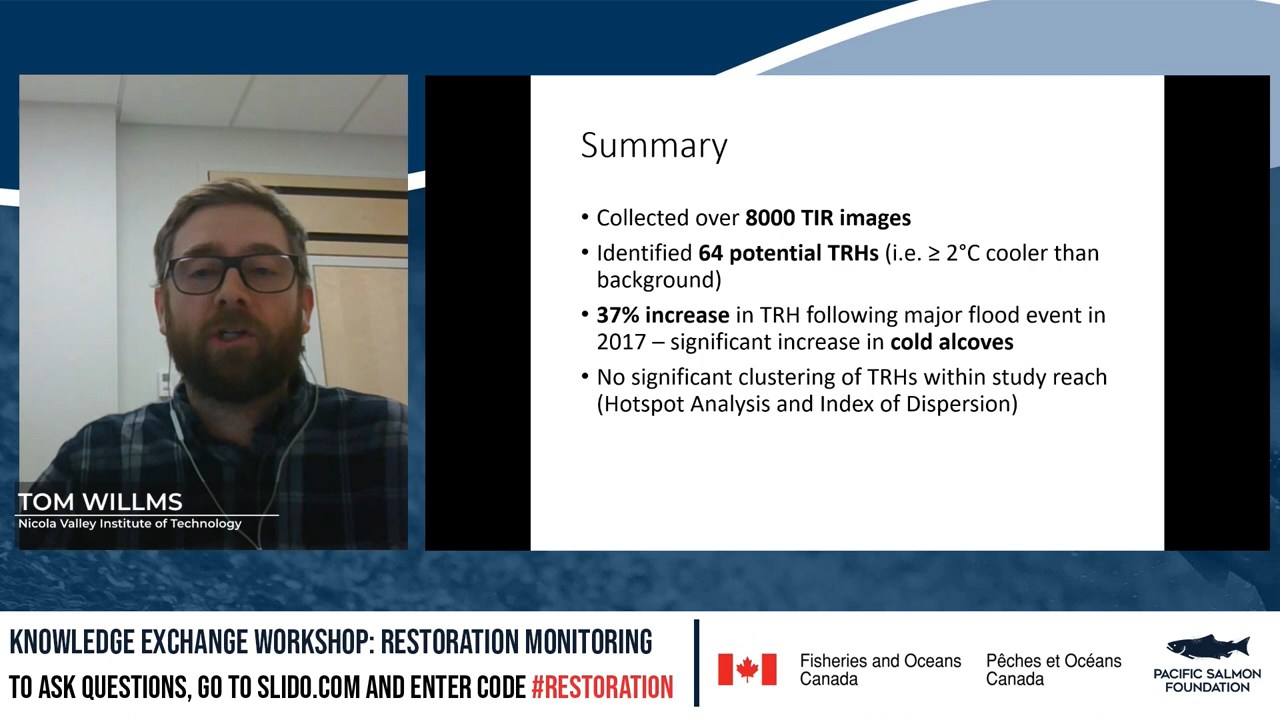 Summary
• Collected over 8000 TIR images
• Identified 64 potential TRHs (i.e. ≥ 2°C cooler than
background)
• 37% increase in TRH following major flood event in
2017 – significant increase in cold alcoves
• No significant clustering of TRHs within study reach
(Hotspot Analysis and Index of Dispersion)
TOM WILLMS
Nicola Valley Institute of Technology
KNOWLEDGE EXCHANGE WORKSHOP: RESTORATION MONITORING
TO ASK QUESTIONS, GO TO SLIDO.COM AND ENTER CODE #RESTORATION
Fisheries and Oceans
Canada
Pêches et Océans
Canada
PACIFIC SALMON
FOUNDATION